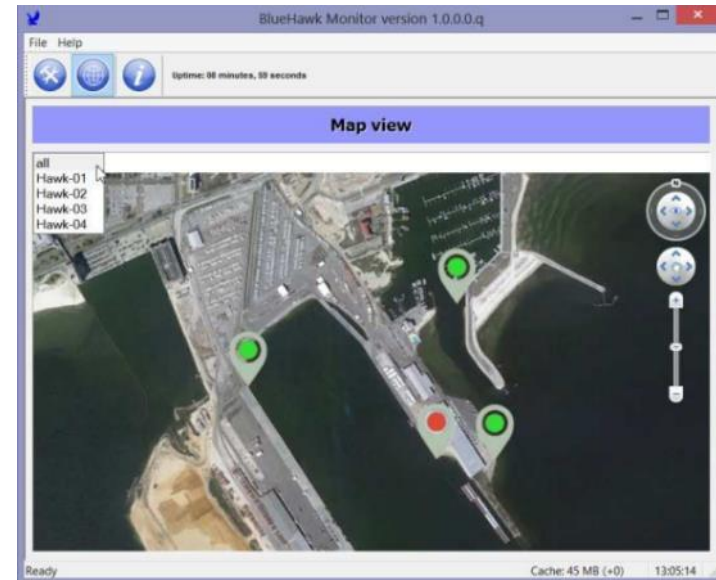 BlueHawk Monitor version 1.0.0.0.q
File Help
Uptime: 08 minutes, 59 seconds
Map view
all
Hawk-01
Hawk-02
Hawk-03
Hawk-04
Ready Cache: 45 MB (+0) 13:05:14